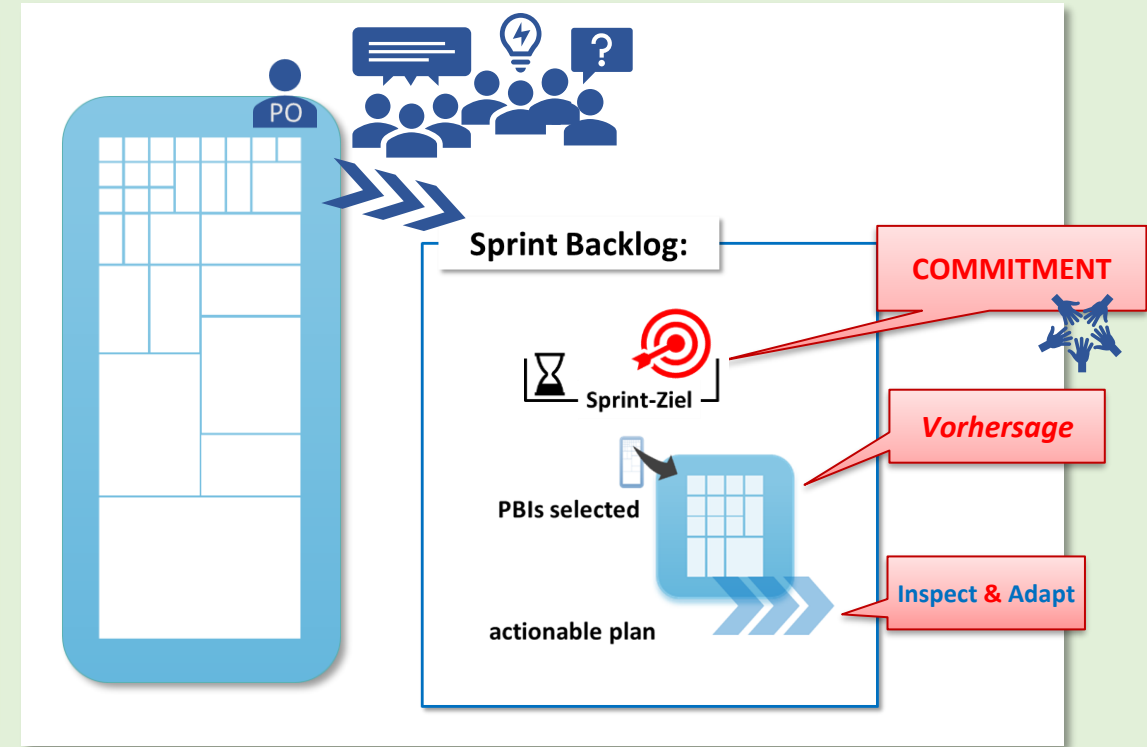 PO
?
Sprint Backlog:
COMMITMENT
Sprint-Ziel
Vorhersage
PBIs selected
Inspect & Adapt
actionable plan